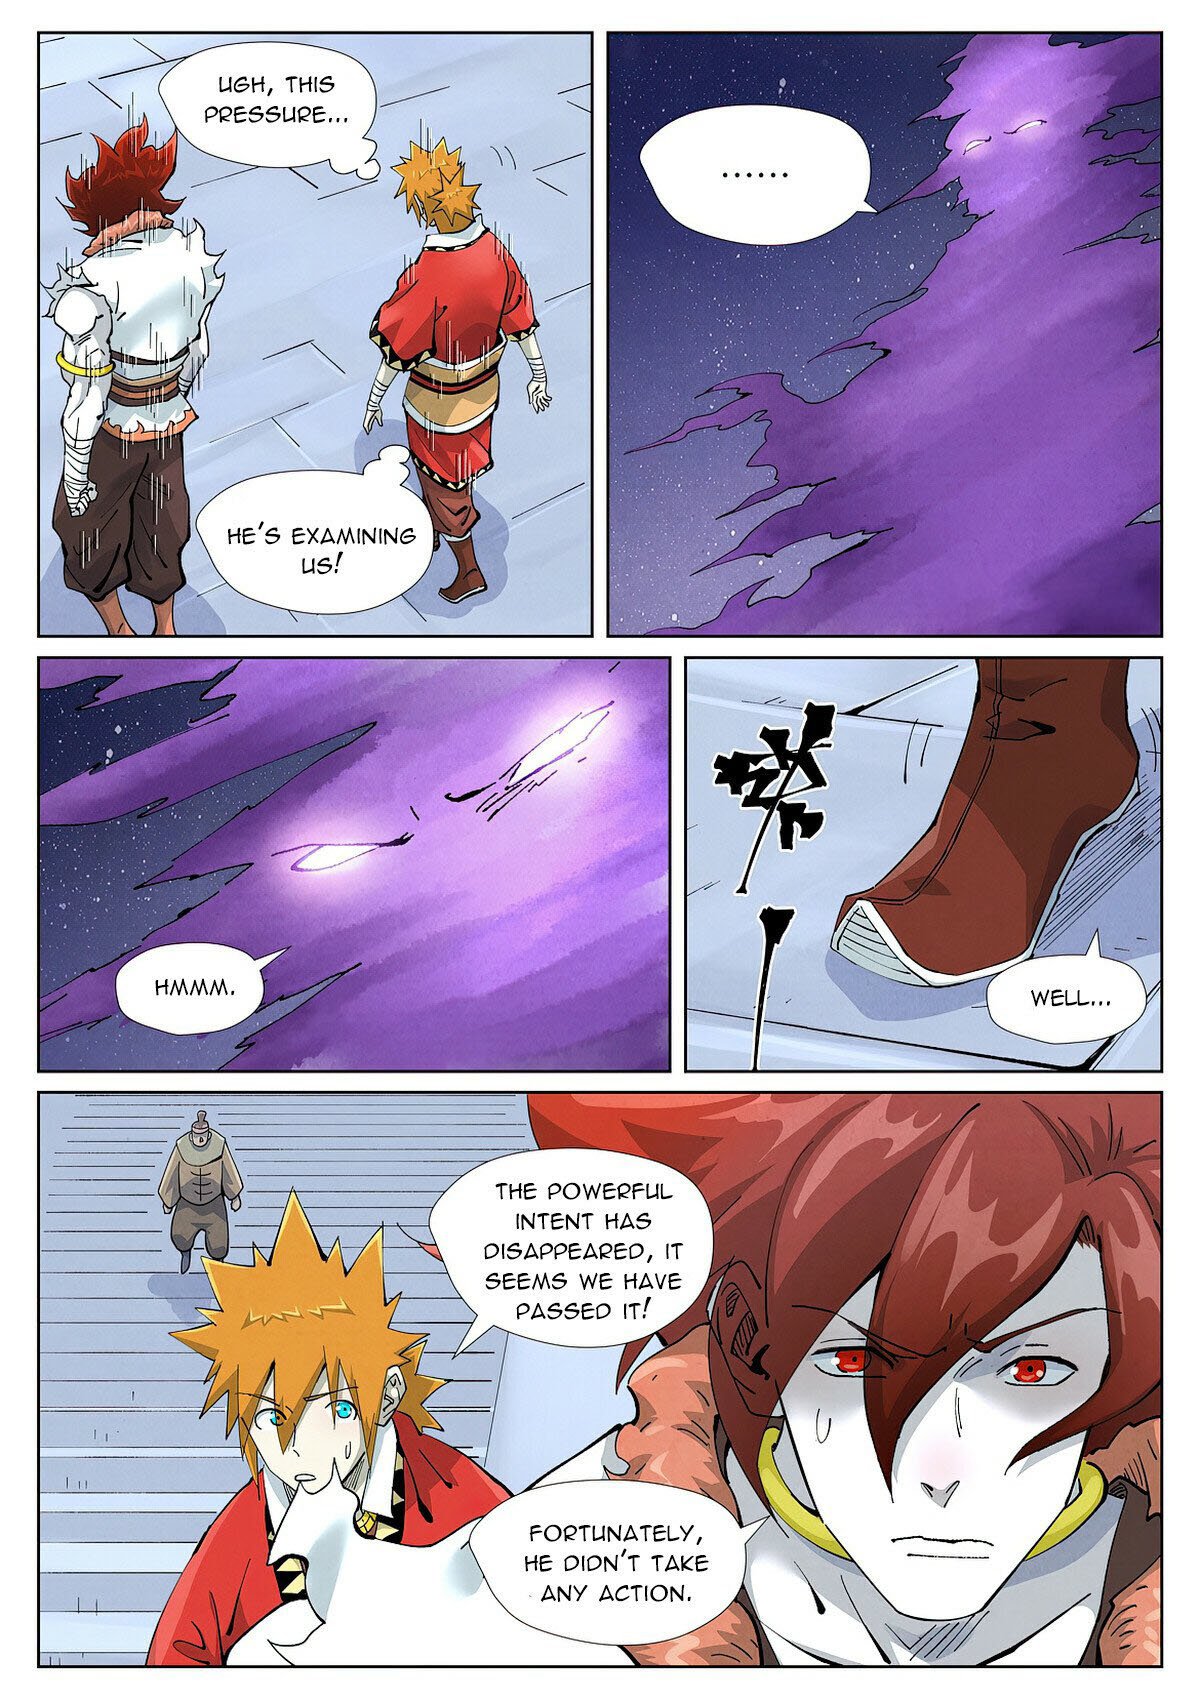 UGH, THIS
PRESSURE...
......
HE'S EXAMINING
US!
HMMM.
WELL...
THE POWERFUL
INTENT HAS
DISAPPEARED, IT
SEEMS WE HAVE
PASSED IT!
FORTUNATELY,
HE DIDN'T TAKE
ANY ACTION.